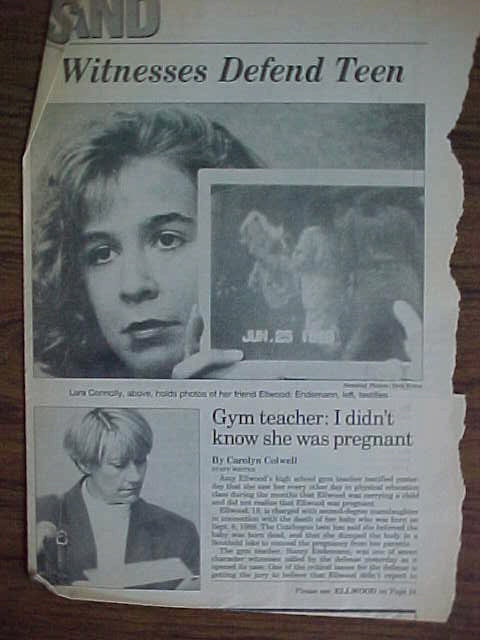 AND
Witnesses Defend Teen
JUN. 25
Lara Connolly, above, holds photos of her friend Ellwood; Endemann, left, testifies
Gym teacher: I didn't
know she was pregnant
By Carolyn Colwell
STAFF WRITER
Amy Ellwood's high school gym teacher testified yester-
day that she saw her every other day in physical education
class during the months that Ellwood was carrying a child
and did not realize that Ellwood was pregnant.
Ellwood, 19, is charged with second-degree manslaughter
in connection with the death of her baby who was born on
Sept. 8, 1989. The Cutchogue teen has said she believed the
baby was born dead, and that she dumped the body in a
Southold lake to conceal the pregnancy from her parents.
The gym teacher, Endemann, was one of seven
character witnesses called by the defense yesterday as it
opened its case. One of the critical issues for the defense is
getting the jury to believe that Ellwood didn't expect to
Please see ELLWOOD on Page